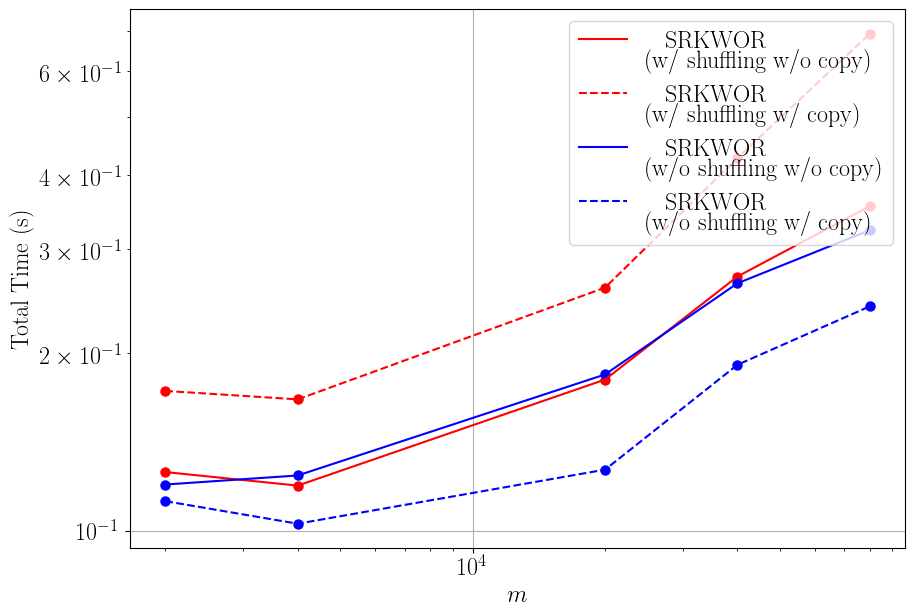 SRKWOR
(w/ shuffling w/o copy)
SRKWOR
(w/ shuffling w/ copy)
SRKWOR
(w/o shuffling w/o copy)
SRKWOR
(w/o shuffling w/ copy)
6 × 10⁻¹
4 × 10⁻¹
3 × 10⁻¹
2 × 10⁻¹
10⁻¹
Total Time (s)
10⁴
m